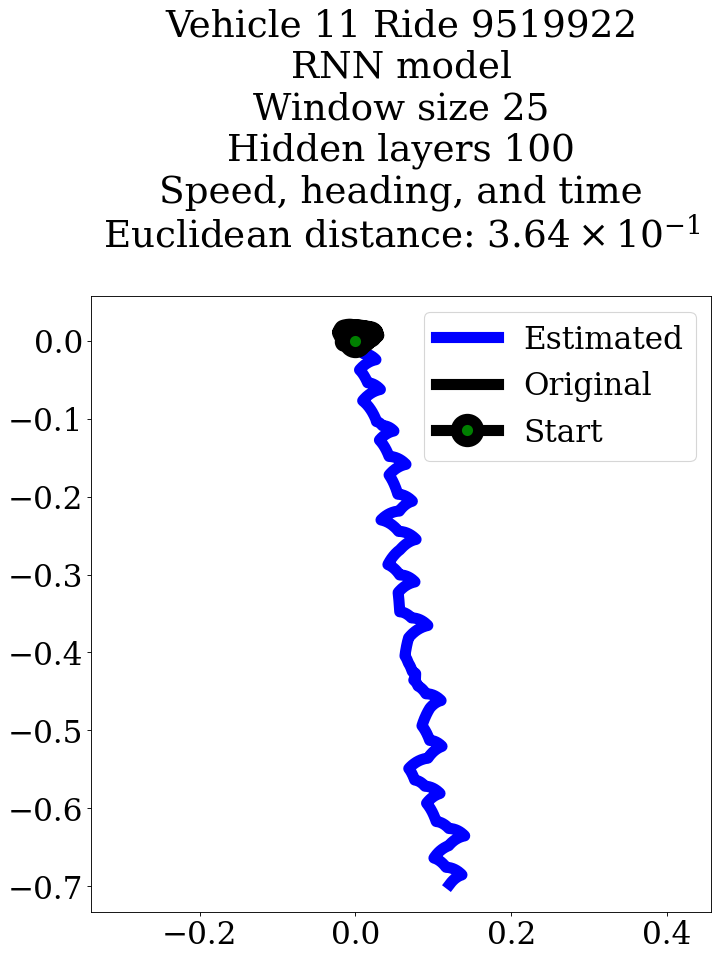 Vehicle 11 Ride 9519922
RNN model
Window size 25
Hidden layers 100
Speed, heading, and time
Euclidean distance: 3.64 × 10⁻¹
Estimated
Original
Start
0.0
−0.1
−0.2
−0.3
−0.4
−0.5
−0.6
−0.7
−0.2 0.0 0.2 0.4